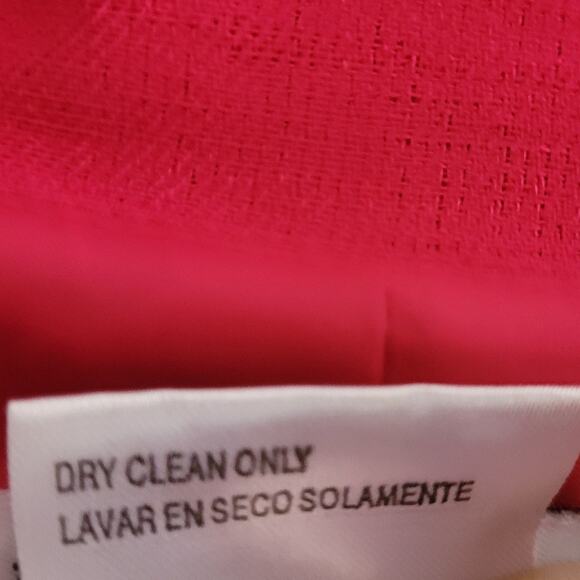 DRY CLEAN ONLY
LAVAR EN SECO SOLAMENTE